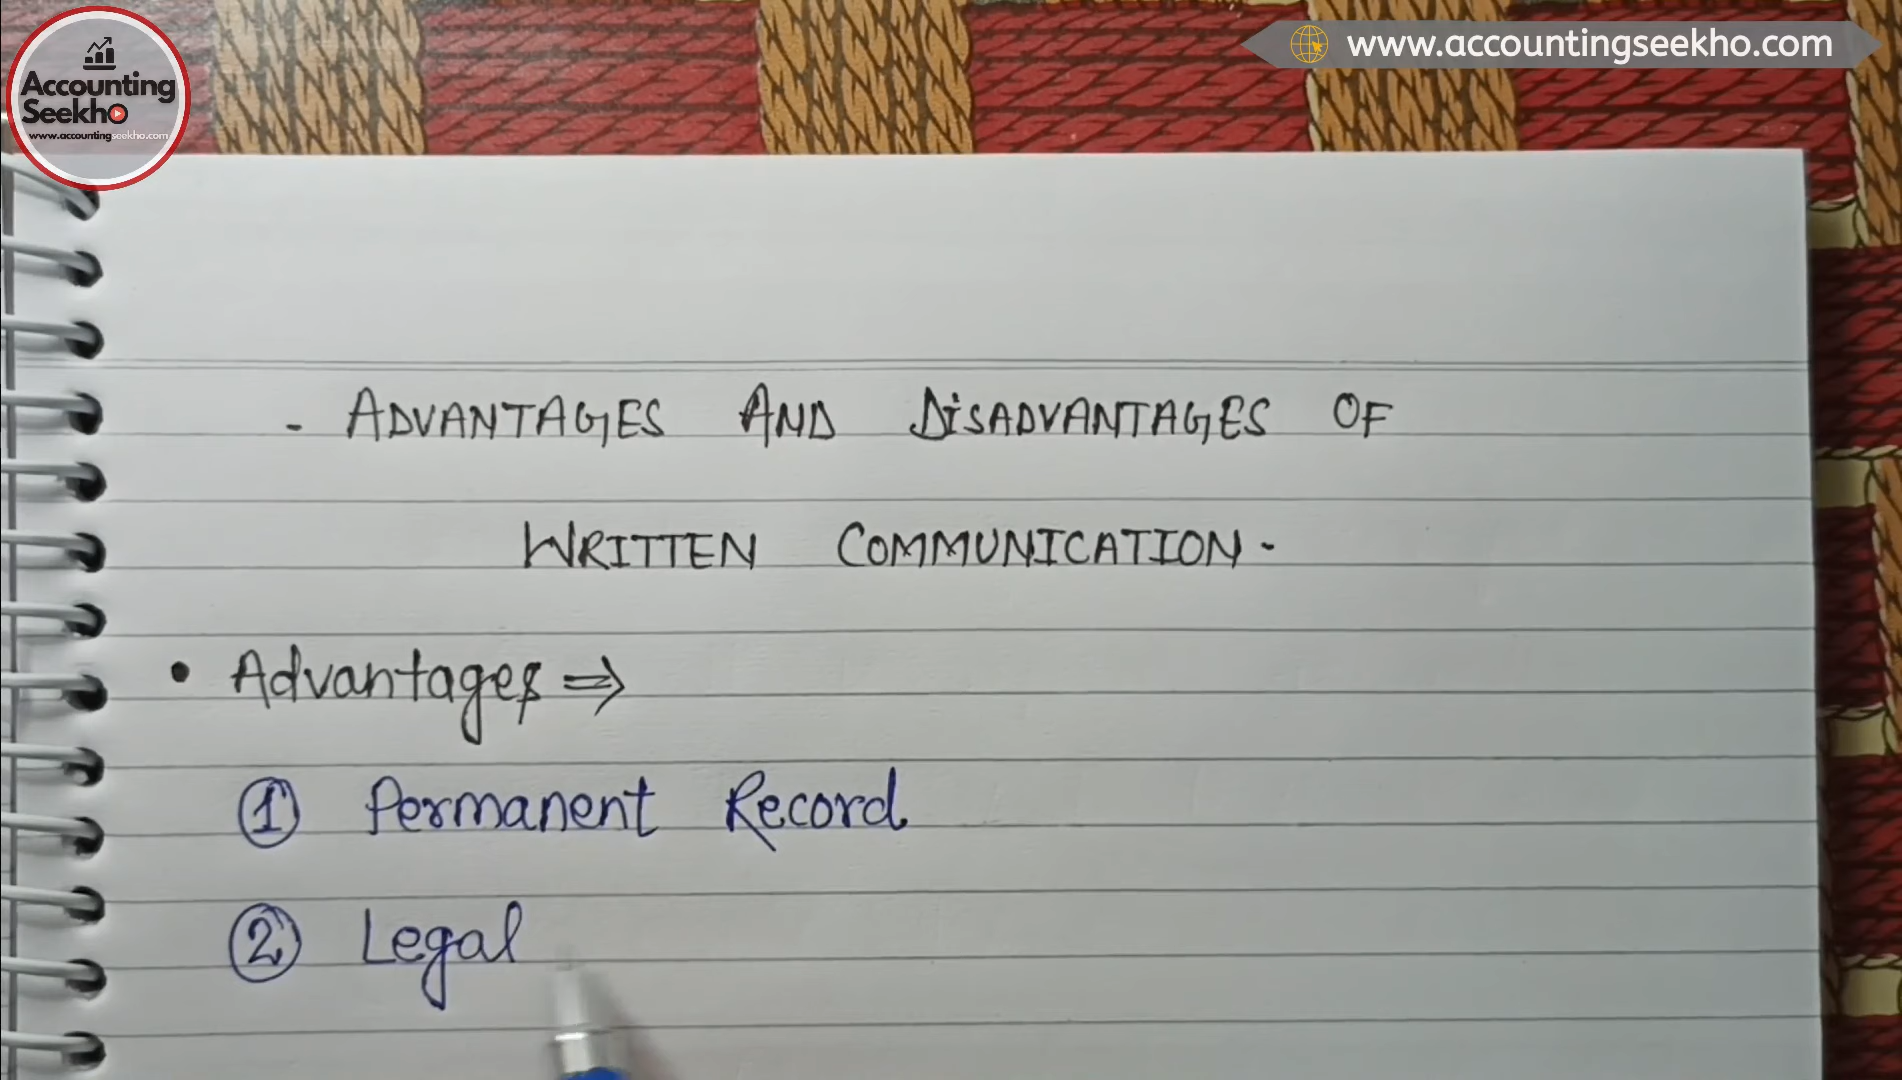 Accounting
Seekho
www.accountingseekho.com
www.accountingseekho.com
- ADVANTAGES AND DISADVANTAGES OF
WRITTEN COMMUNICATION -
• Advantages ⇒
① Permanent Record
② Legal